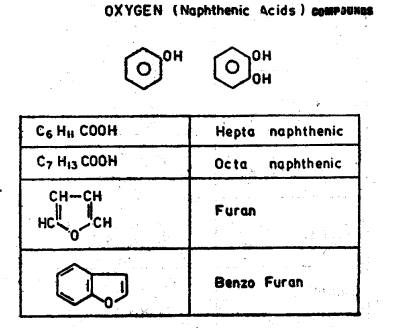 OXYGEN (Naphthenic Acids) COMPOUNDS
OH OH
OH
C6 H11 COOH Hepta naphthenic
C7 H13 COOH Octa naphthenic
CH-CH
HC CH Furan
O
Benzo Furan
O